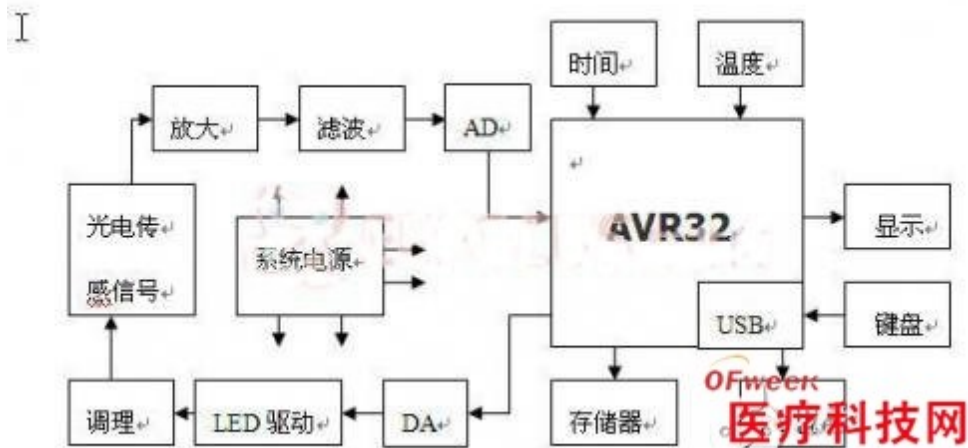 时间
温度
放大
滤波
AD
光电传
感信号
系统电源
AVR32
显示
USB
键盘
调理
LED 驱动
DA
存储器
OFweek
医疗科技网